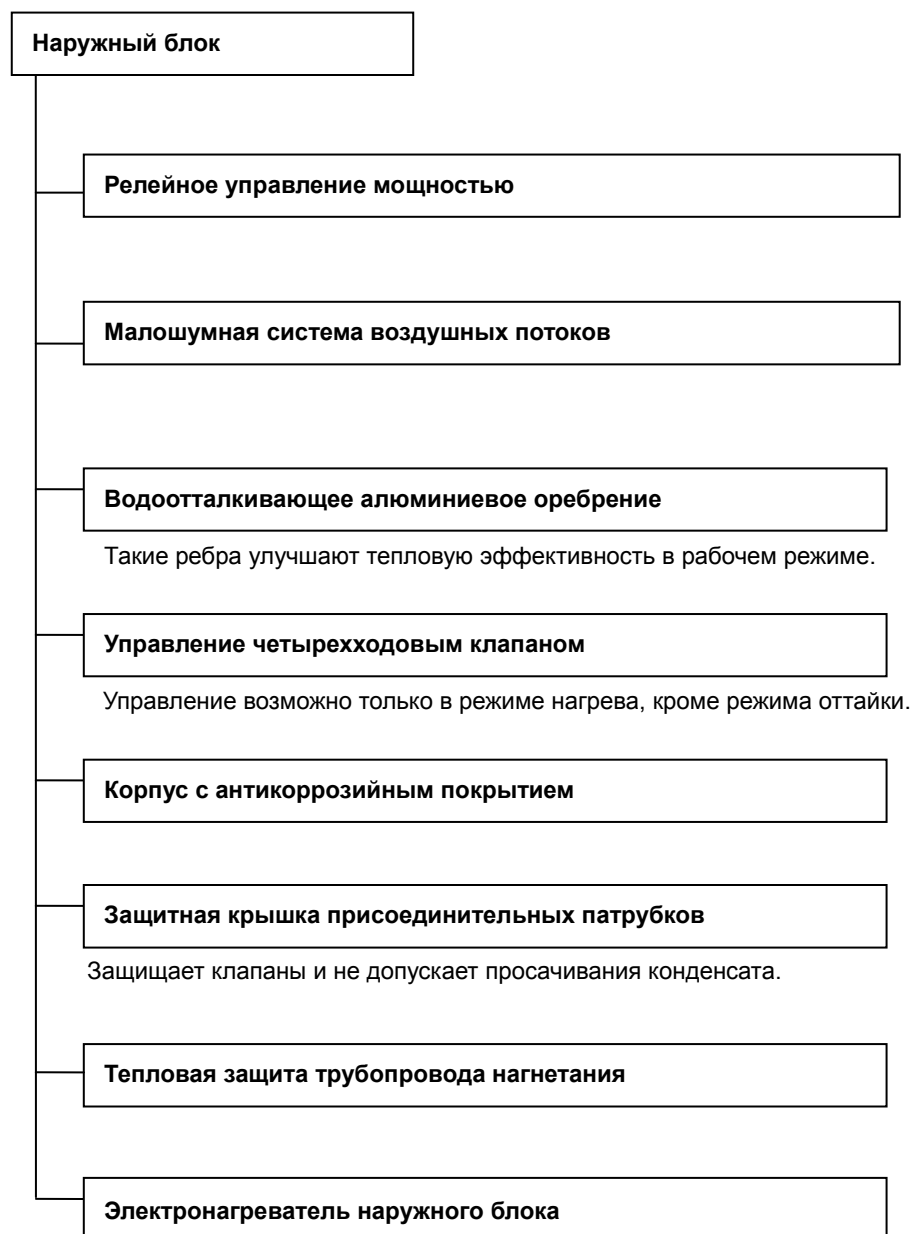 Наружный блок
Релейное управление мощностью
Малошумная система воздушных потоков
Водоотталкивающее алюминиевое оребрение
Такие ребра улучшают тепловую эффективность в рабочем режиме.
Управление четырехходовым клапаном
Управление возможно только в режиме нагрева, кроме режима оттайки.
Корпус с антикоррозийным покрытием
Защитная крышка присоединительных патрубков
Защищает клапаны и не допускает просачивания конденсата.
Тепловая защита трубопровода нагнетания
Электронагреватель наружного блока